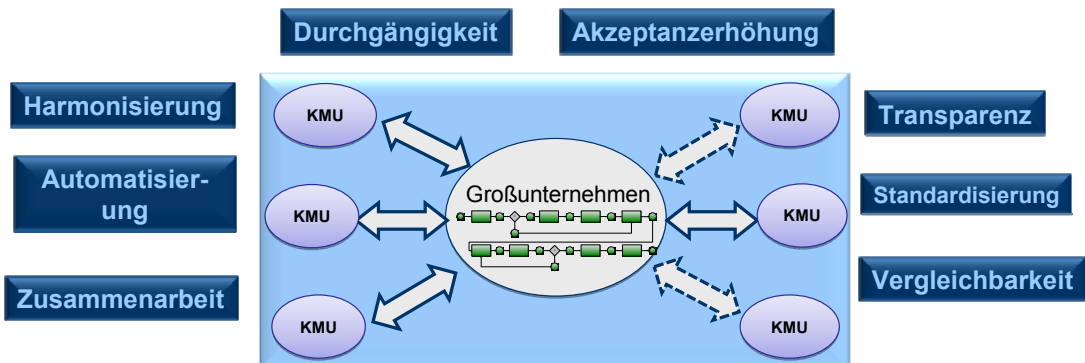 Durchgängigkeit
Akzeptanzerhöhung
Harmonisierung
KMU
KMU
Transparenz
Automatisier-
ung
Großunternehmen
Standardisierung
KMU
KMU
Zusammenarbeit
Vergleichbarkeit
KMU
KMU